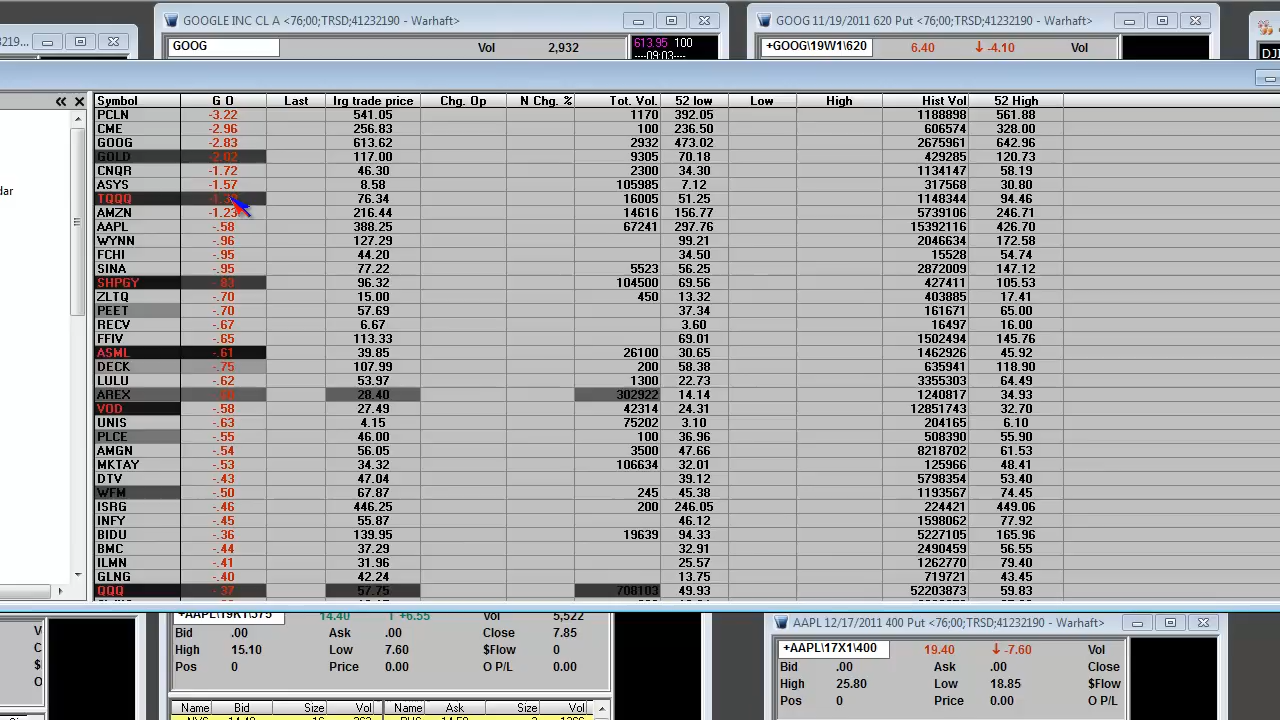 3219... GOOGLE INC CL A <76;00;TRSD;41232190 - Warhaft> GOOG 11/19/2011 620 Put <76;00;TRSD;41232190 - Warhaft>
GOOG Vol 2,932 613.95 100 +GOOG\19W1\620 6.40 ↓ -4.10 Vol DJI
----09:03----
Symbol G O Last lrg trade price Chg. Op N Chg. % Tot. Vol. 52 low Low High Hist Vol 52 High
PCLN -3.22 541.05 1170 392.05 1188898 561.88
CME -2.96 256.83 100 236.50 606574 328.00
GOOG -2.83 613.62 2932 473.02 2675961 642.96
GOLD -2.02 117.00 9305 70.18 429285 120.73
CNQR -1.72 46.30 2300 34.30 1134147 58.19
ASYS -1.57 8.58 105985 7.12 317568 30.80
dar
TQQQ 76.34 16005 51.25 1148344 94.46
AMZN -1.23 216.44 14616 156.77 5739106 246.71
AAPL -.58 388.25 67241 297.76 15392116 426.70
WYNN -.96 127.29 99.21 2046634 172.58
FCHI -.95 44.20 34.50 15528 54.74
SINA -.95 77.22 5523 56.25 2872009 147.12
SHPGY -.83 96.32 104500 69.56 427411 105.53
ZLTQ -.70 15.00 450 13.32 403885 17.41
PEET -.70 57.69 37.34 161671 65.00
RECV -.67 6.67 3.60 16497 16.00
FFIV -.65 113.33 69.01 1502494 145.76
ASML -.61 39.85 26100 30.65 1462926 45.92
DECK -.75 107.99 200 58.38 635941 118.90
LULU -.62 53.97 1300 22.73 3355303 64.49
AREX 28.40 302922 14.14 1240817 34.93
VOD -.58 27.49 42314 24.31 12851743 32.70
UNIS -.63 4.15 75202 3.10 204165 6.10
PLCE -.55 46.00 100 36.96 508390 55.90
AMGN -.54 56.05 3500 47.66 8218702 61.53
MKTAY -.53 34.32 106634 32.01 125966 48.41
DTV -.43 47.04 39.12 5798354 53.40
WFM -.50 67.87 245 45.38 1193567 74.45
ISRG -.46 446.25 200 246.05 224421 449.06
INFY -.45 55.87 46.12 1598062 77.92
BIDU -.36 139.95 19639 94.33 5227105 165.96
BMC -.44 37.29 32.91 2490459 56.55
ILMN -.41 31.96 25.57 1262770 79.40
GLNG -.40 42.24 13.75 719721 43.45
QQQ -.37 57.75 708103 49.93 52203873 59.83
+AAPL\19K1\375 14.40 ↑ +6.55 Vol 5,522 AAPL 12/17/2011 400 Put <76;00;TRSD;41232190 - Warhaft>
Bid .00 Ask .00 Close 7.85 +AAPL\17X1\400 19.40 ↓ -7.60 Vol
High 15.10 Low 7.60 $Flow 0 Bid .00 Ask .00 Close
Pos 0 Price 0.00 O P/L 0.00 High 25.80 Low 18.85 $Flow
Pos 0 Price 0.00 O P/L
Name Bid Size Vol Name Ask Size Vol